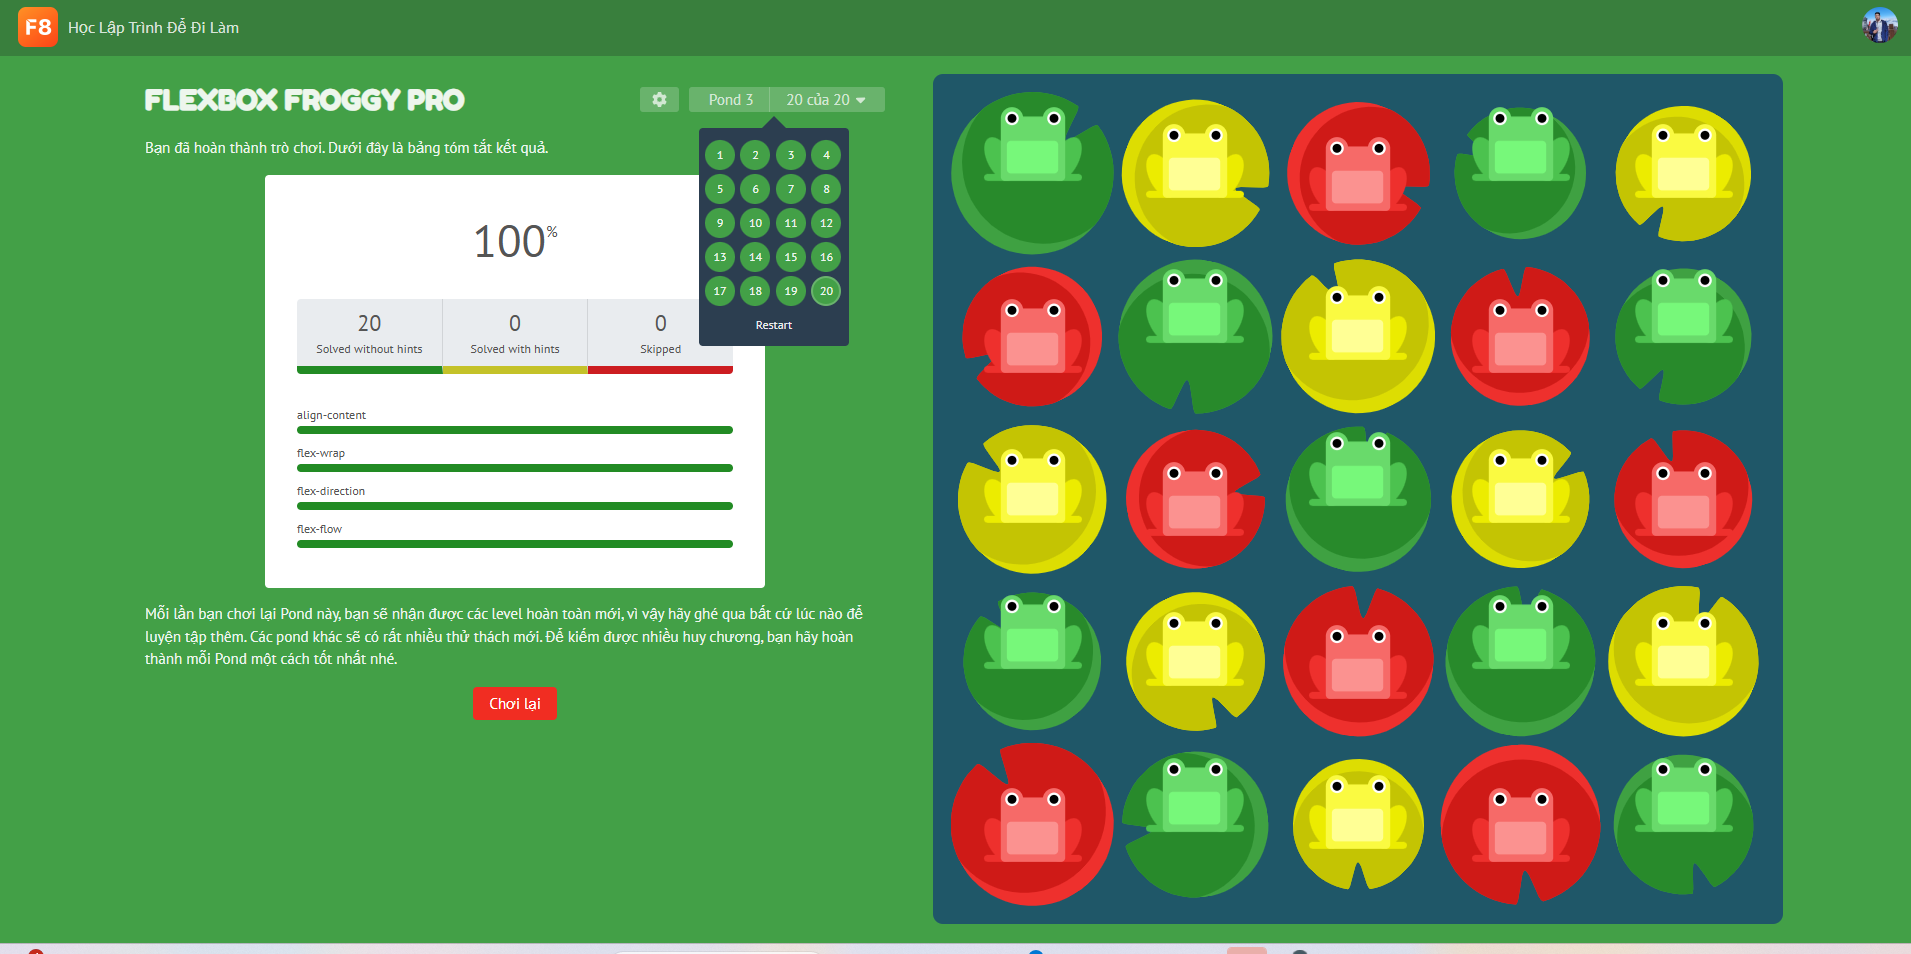 F8 Học Lập Trình Để Đi Làm
FLEXBOX FROGGY PRO
Pond 3 20 của 20
Bạn đã hoàn thành trò chơi. Dưới đây là bảng tóm tắt kết quả.
1 2 3 4
5 6 7 8
9 10 11 12
13 14 15 16
17 18 19 20
Restart
100%
20 0 0
Solved without hints Solved with hints Skipped
align-content
flex-wrap
flex-direction
flex-flow
Mỗi lần bạn chơi lại Pond này, bạn sẽ nhận được các level hoàn toàn mới, vì vậy hãy ghé qua bất cứ lúc nào để
luyện tập thêm. Các pond khác sẽ có rất nhiều thử thách mới. Để kiếm được nhiều huy chương, bạn hãy hoàn
thành mỗi Pond một cách tốt nhất nhé.
Chơi lại